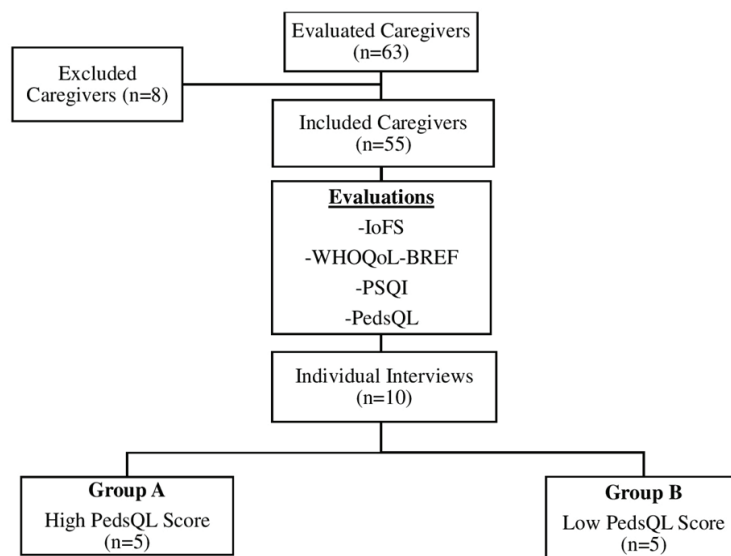 Evaluated Caregivers
(n=63)
Excluded
Caregivers (n=8)
Included Caregivers
(n=55)
Evaluations
-IoFS
-WHOQoL-BREF
-PSQI
-PedsQL
Individual Interviews
(n=10)
Group A
High PedsQL Score
(n=5)
Group B
Low PedsQL Score
(n=5)